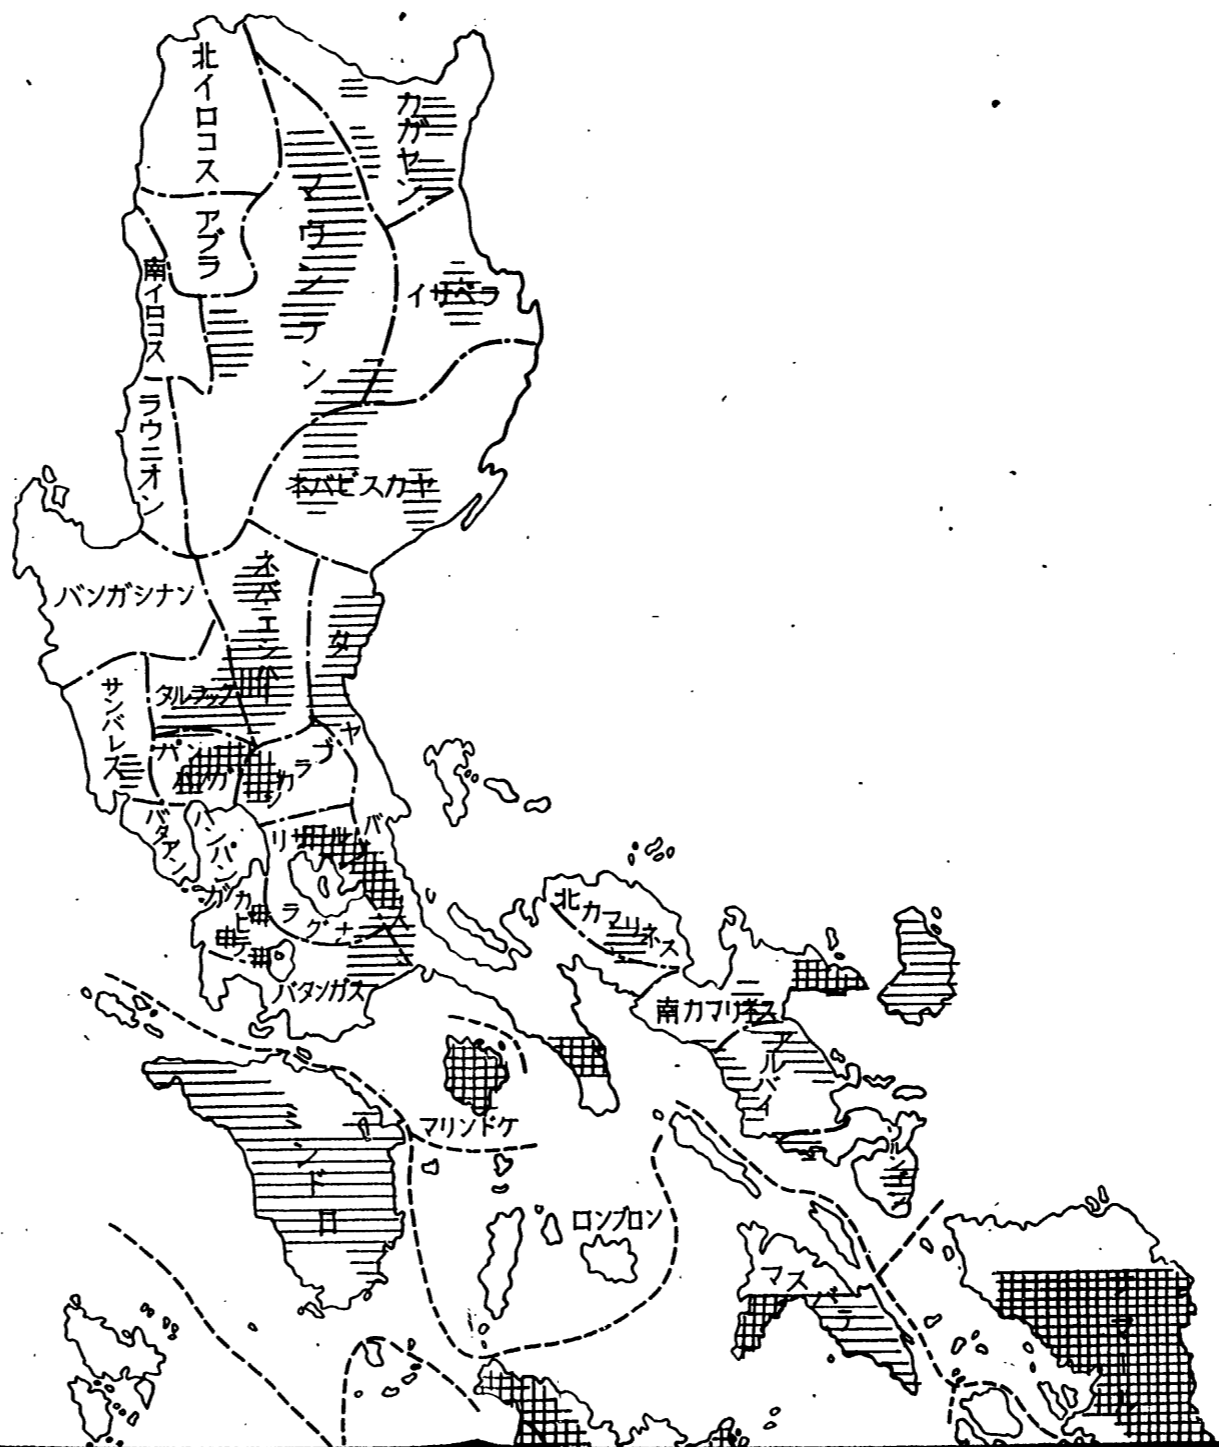 北イロコス
カガヤン
アブラ
マウンテン
南イロコス
イサベラ
ラウニオン
ネバビスカヤ
バンガシナン
ネバエシハ
タヤバス
サンバレス
タルラック
パンパンガ
ブラカン
バタアン
リサール
カビテ
ラグナ
バタンガス
北カマリネス
南カマリネス
アルバイ
マリンドケ
ミンドロ
ロンブロン
マスバテ